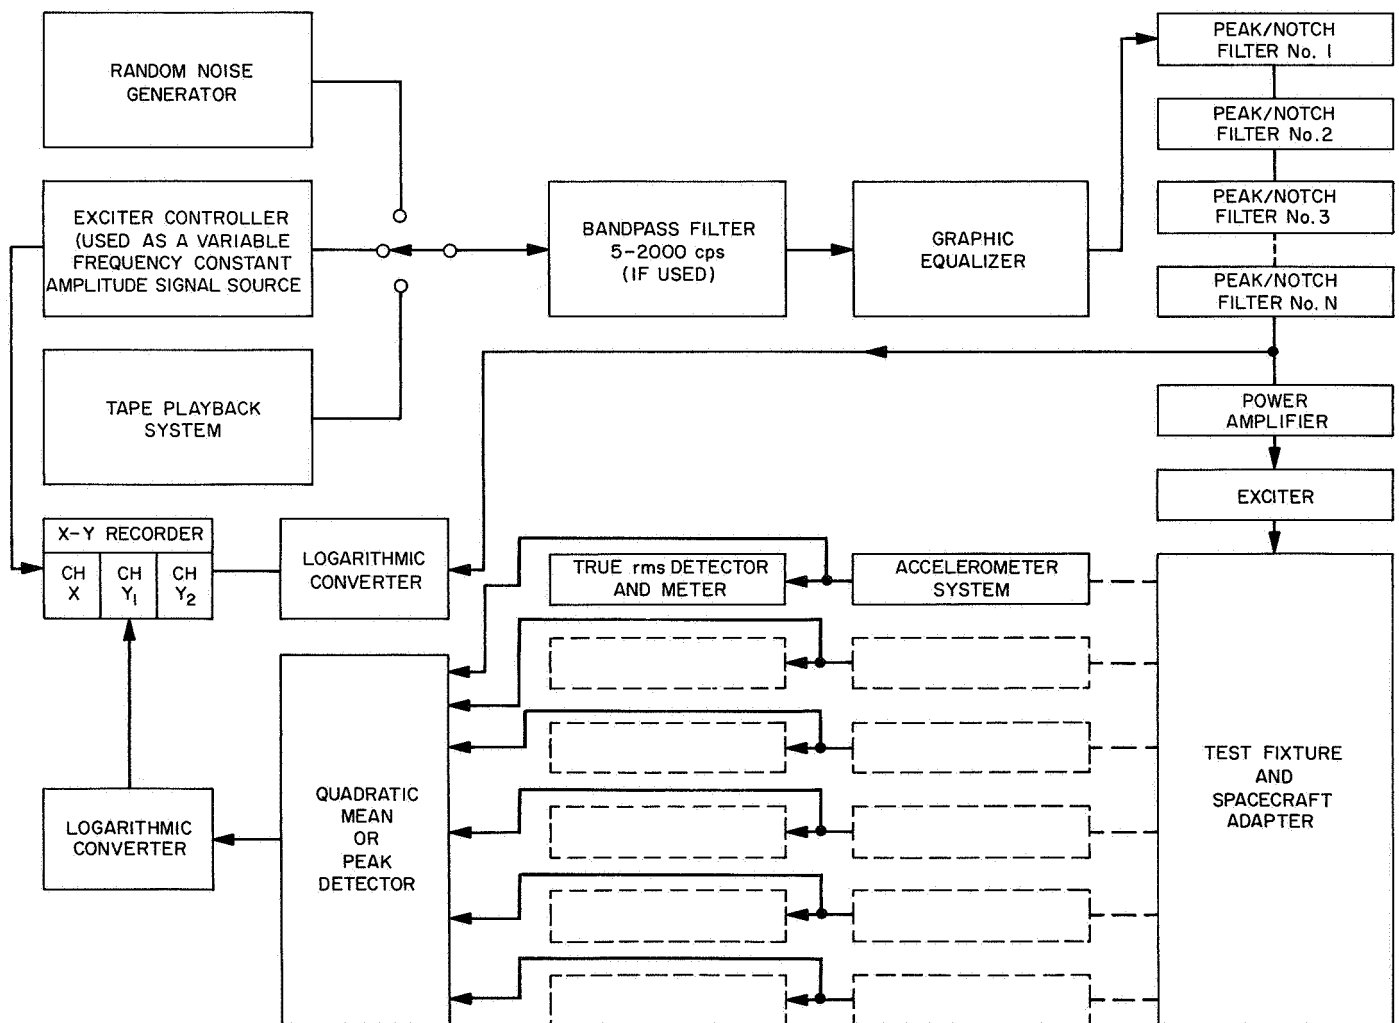 RANDOM NOISE
GENERATOR
EXCITER CONTROLLER
(USED AS A VARIABLE
FREQUENCY CONSTANT
AMPLITUDE SIGNAL SOURCE
TAPE PLAYBACK
SYSTEM
BANDPASS FILTER
5-2000 cps
(IF USED)
GRAPHIC
EQUALIZER
PEAK/NOTCH
FILTER No. 1
PEAK/NOTCH
FILTER No. 2
PEAK/NOTCH
FILTER No. 3
PEAK/NOTCH
FILTER No. N
POWER
AMPLIFIER
EXCITER
X-Y RECORDER
CH
X
CH
Y1
CH
Y2
LOGARITHMIC
CONVERTER
TRUE rms DETECTOR
AND METER
ACCELEROMETER
SYSTEM
TEST FIXTURE
AND
SPACECRAFT
ADAPTER
QUADRATIC
MEAN
OR
PEAK
DETECTOR
LOGARITHMIC
CONVERTER